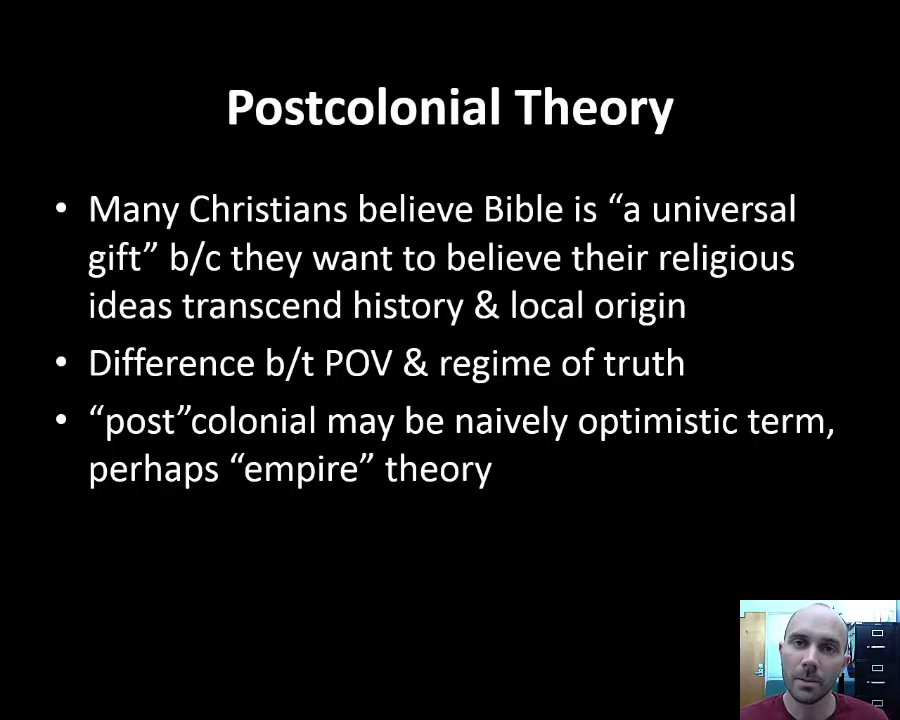 Postcolonial Theory
• Many Christians believe Bible is “a universal
gift” b/c they want to believe their religious
ideas transcend history & local origin
• Difference b/t POV & regime of truth
• “post”colonial may be naively optimistic term,
perhaps “empire” theory